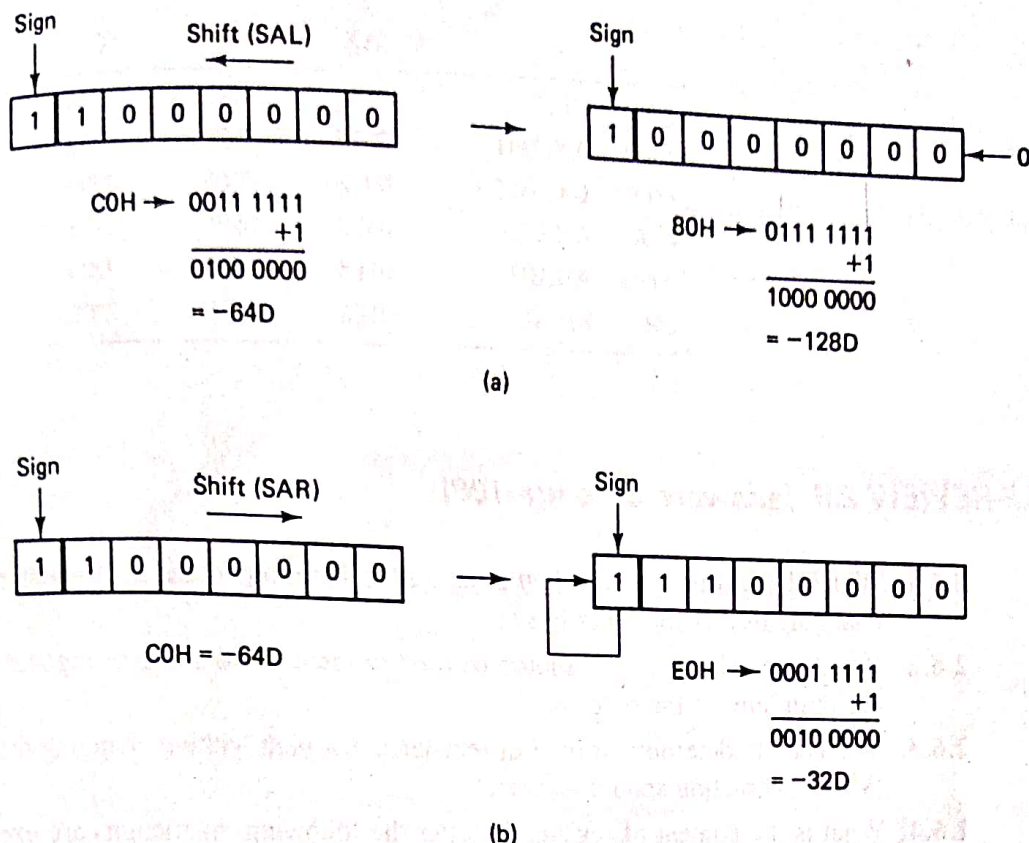 Sign
Shift (SAL)
1 1 0 0 0 0 0 0
C0H → 0011 1111
+1
0100 0000
= −64D
Sign
1 0 0 0 0 0 0 0 ← 0
80H → 0111 1111
+1
1000 0000
= −128D
(a)
Sign
Shift (SAR)
1 1 0 0 0 0 0 0
C0H = −64D
Sign
1 1 1 0 0 0 0 0
E0H → 0001 1111
+1
0010 0000
= −32D
(b)